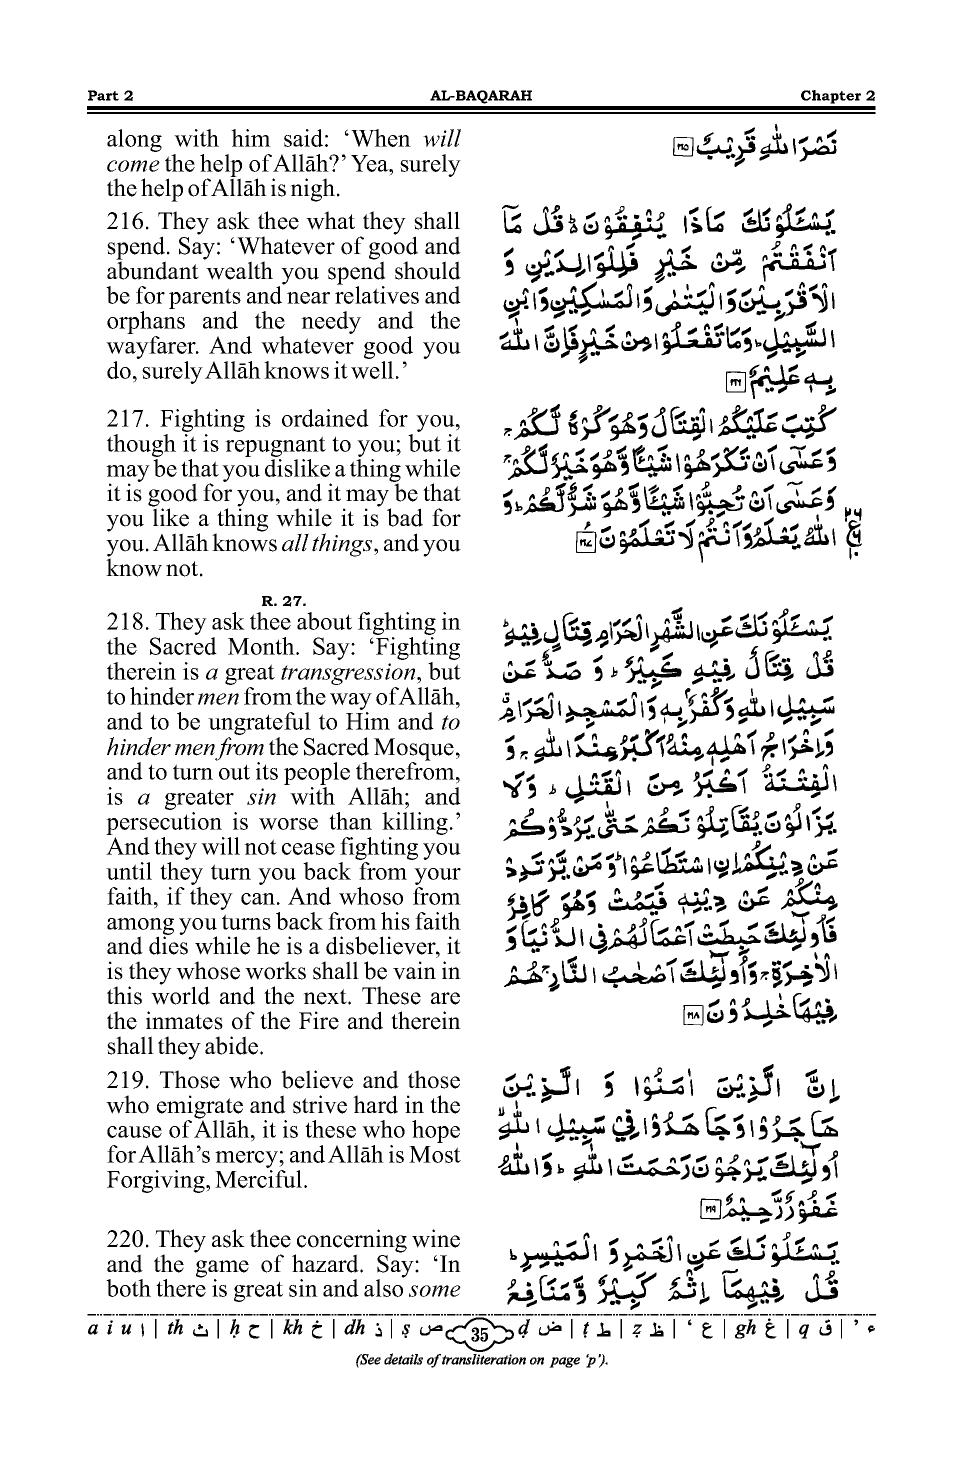 Part 2 AL-BAQARAH Chapter 2
along with him said: ‘When will
come the help of Allāh?’ Yea, surely
the help of Allāh is nigh.
216. They ask thee what they shall
spend. Say: ‘Whatever of good and
abundant wealth you spend should
be for parents and near relatives and
orphans and the needy and the
wayfarer. And whatever good you
do, surely Allāh knows it well.’
217. Fighting is ordained for you,
though it is repugnant to you; but it
may be that you dislike a thing while
it is good for you, and it may be that
you like a thing while it is bad for
you. Allāh knows all things, and you
know not.
R. 27.
218. They ask thee about fighting in
the Sacred Month. Say: ‘Fighting
therein is a great transgression, but
to hinder men from the way of Allāh,
and to be ungrateful to Him and to
hinder men from the Sacred Mosque,
and to turn out its people therefrom,
is a greater sin with Allāh; and
persecution is worse than killing.’
And they will not cease fighting you
until they turn you back from your
faith, if they can. And whoso from
among you turns back from his faith
and dies while he is a disbeliever, it
is they whose works shall be vain in
this world and the next. These are
the inmates of the Fire and therein
shall they abide.
219. Those who believe and those
who emigrate and strive hard in the
cause of Allāh, it is these who hope
for Allāh’s mercy; and Allāh is Most
Forgiving, Merciful.
220. They ask thee concerning wine
and the game of hazard. Say: ‘In
both there is great sin and also some
نَصْرَ اللّٰهِ قَرِيْبٌ ۲۱۵
يَسْـَٔلُوْنَكَ مَاذَا يُنْفِقُوْنَ ؕ قُلْ مَاۤ
اَنْفَقْتُمْ مِّنْ خَيْرٍ فَلِلْوَالِدَيْنِ وَ
الْاَقْرَبِيْنَ وَالْيَتٰمٰى وَالْمَسٰكِيْنِ وَابْنِ
السَّبِيْلِ ؕ وَمَا تَفْعَلُوْا مِنْ خَيْرٍ فَاِنَّ اللّٰهَ
بِهٖ عَلِيْمٌ ۲۱۶
كُتِبَ عَلَيْكُمُ الْقِتَالُ وَهُوَ كُرْهٌ لَّكُمْ ۚ
وَعَسٰۤى اَنْ تَكْرَهُوْا شَيْـًٔا وَّهُوَ خَيْرٌ لَّكُمْ ۚ
وَعَسٰۤى اَنْ تُحِبُّوْا شَيْـًٔا وَّهُوَ شَرٌّ لَّكُمْ ؕ وَ
اللّٰهُ يَعْلَمُ وَاَنْتُمْ لَا تَعْلَمُوْنَ ۲۱۷
يَسْـَٔلُوْنَكَ عَنِ الشَّهْرِ الْحَرَامِ قِتَالٍ فِيْهِ ؕ
قُلْ قِتَالٌ فِيْهِ كَبِيْرٌ ؕ وَ صَدٌّ عَنْ
سَبِيْلِ اللّٰهِ وَكُفْرٌۢ بِهٖ وَالْمَسْجِدِ الْحَرَامِ ٭
وَاِخْرَاجُ اَهْلِهٖ مِنْهُ اَكْبَرُ عِنْدَ اللّٰهِ ۚ وَ
الْفِتْنَةُ اَكْبَرُ مِنَ الْقَتْلِ ؕ وَلَا
يَزَالُوْنَ يُقَاتِلُوْنَكُمْ حَتّٰى يَرُدُّوْكُمْ
عَنْ دِيْنِكُمْ اِنِ اسْتَطَاعُوْا ؕ وَمَنْ يَّرْتَدِدْ
مِنْكُمْ عَنْ دِيْنِهٖ فَيَمُتْ وَهُوَ كَافِرٌ
فَاُولٰٓئِكَ حَبِطَتْ اَعْمَالُهُمْ فِى الدُّنْيَا وَ
الْاٰخِرَةِ ۚ وَاُولٰٓئِكَ اَصْحٰبُ النَّارِ ۚ هُمْ
فِيْهَا خٰلِدُوْنَ ۲۱۸
اِنَّ الَّذِيْنَ اٰمَنُوْا وَ الَّذِيْنَ
هَاجَرُوْا وَجَاهَدُوْا فِيْ سَبِيْلِ اللّٰهِ ۙ
اُولٰٓئِكَ يَرْجُوْنَ رَحْمَتَ اللّٰهِ ؕ وَاللّٰهُ
غَفُوْرٌ رَّحِيْمٌ ۲۱۹
يَسْـَٔلُوْنَكَ عَنِ الْخَمْرِ وَ الْمَيْسِرِ ؕ
قُلْ فِيْهِمَاۤ اِثْمٌ كَبِيْرٌ وَّمَنَافِعُ
a i u ا | th ث | ḥ ح | kh خ | dh ذ | ṣ ص 35 ḍ ض | ṭ ط | ẓ ظ | ‘ ع | gh غ | q ق | ’ ء
(See details of transliteration on page ‘p’).